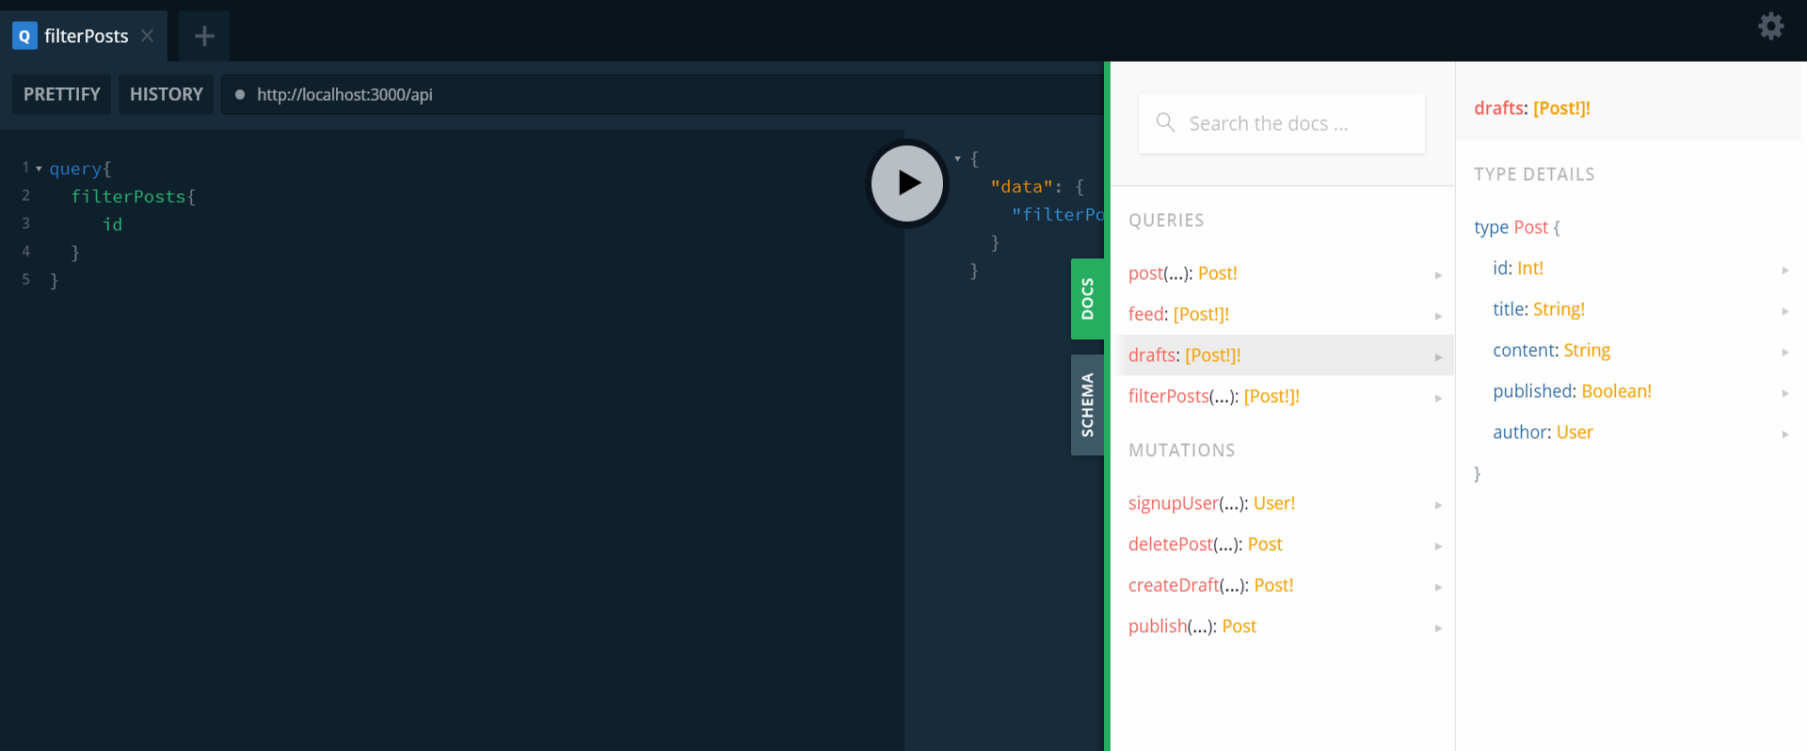 Q filterPosts
PRETTIFY HISTORY http://localhost:3000/api
1 query{
2 filterPosts{
3 id
4 }
5 }
{
"data": {
"filterPo
}
}
DOCS
SCHEMA
Search the docs ...
QUERIES
post(...): Post!
feed: [Post!]!
drafts: [Post!]!
filterPosts(...): [Post!]!
MUTATIONS
signupUser(...): User!
deletePost(...): Post
createDraft(...): Post!
publish(...): Post
drafts: [Post!]!
TYPE DETAILS
type Post {
id: Int!
title: String!
content: String
published: Boolean!
author: User
}